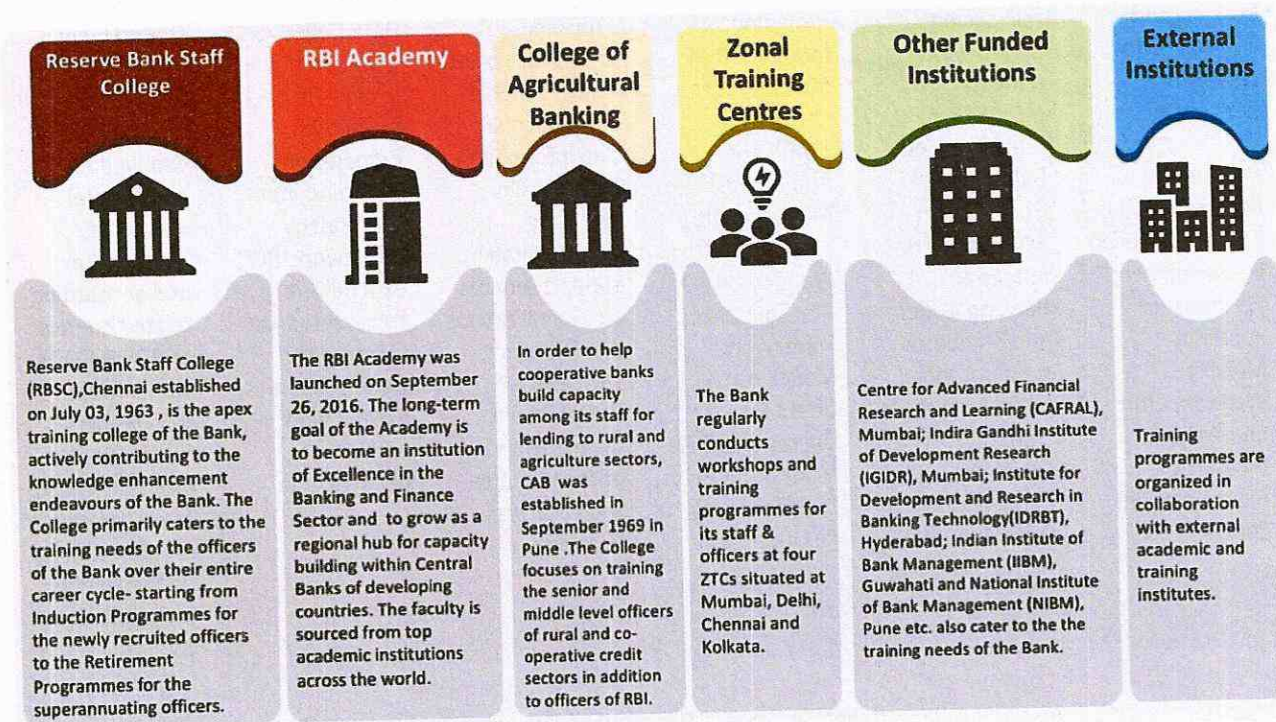 Reserve Bank Staff
College
Reserve Bank Staff College
(RBSC),Chennai established
on July 03, 1963 , is the apex
training college of the Bank,
actively contributing to the
knowledge enhancement
endeavours of the Bank. The
College primarily caters to the
training needs of the officers
of the Bank over their entire
career cycle- starting from
Induction Programmes for
the newly recruited officers
to the Retirement
Programmes for the
superannuating officers.
RBI Academy
The RBI Academy was
launched on September
26, 2016. The long-term
goal of the Academy is
to become an institution
of Excellence in the
Banking and Finance
Sector and to grow as a
regional hub for capacity
building within Central
Banks of developing
countries. The faculty is
sourced from top
academic institutions
across the world.
College of
Agricultural
Banking
In order to help
cooperative banks
build capacity
among its staff for
lending to rural and
agriculture sectors,
CAB was
established in
September 1969 in
Pune .The College
focuses on training
the senior and
middle level officers
of rural and co-
operative credit
sectors in addition
to officers of RBI.
Zonal
Training
Centres
The Bank
regularly
conducts
workshops and
training
programmes for
its staff &
officers at four
ZTCs situated at
Mumbai, Delhi,
Chennai and
Kolkata.
Other Funded
Institutions
Centre for Advanced Financial
Research and Learning (CAFRAL),
Mumbai; Indira Gandhi Institute
of Development Research
(IGIDR), Mumbai; Institute for
Development and Research in
Banking Technology(IDRBT),
Hyderabad; Indian Institute of
Bank Management (IIBM),
Guwahati and National Institute
of Bank Management (NIBM),
Pune etc. also cater to the the
training needs of the Bank.
External
Institutions
Training
programmes are
organized in
collaboration
with external
academic and
training
institutes.